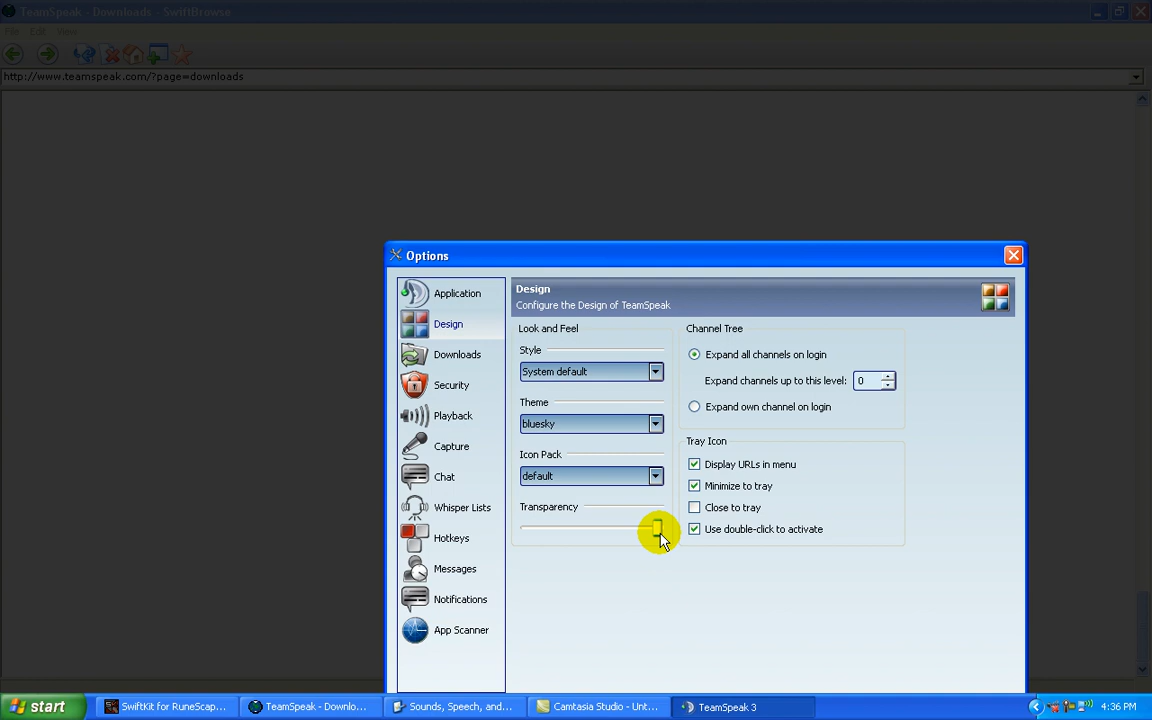 TeamSpeak - Downloads - SwiftBrowse
File Edit View
http://www.teamspeak.com/?page=downloads
Options
Application
Design
Downloads
Security
Playback
Capture
Chat
Whisper Lists
Hotkeys
Messages
Notifications
App Scanner
Design
Configure the Design of TeamSpeak
Look and Feel
Style
System default
Theme
bluesky
Icon Pack
default
Transparency
Channel Tree
Expand all channels on login
Expand channels up to this level: 0
Expand own channel on login
Tray Icon
Display URLs in menu
Minimize to tray
Close to tray
Use double-click to activate
start
SwiftKit for RuneScap...
TeamSpeak - Downlo...
Sounds, Speech, and...
Camtasia Studio - Unt...
TeamSpeak 3
4:36 PM